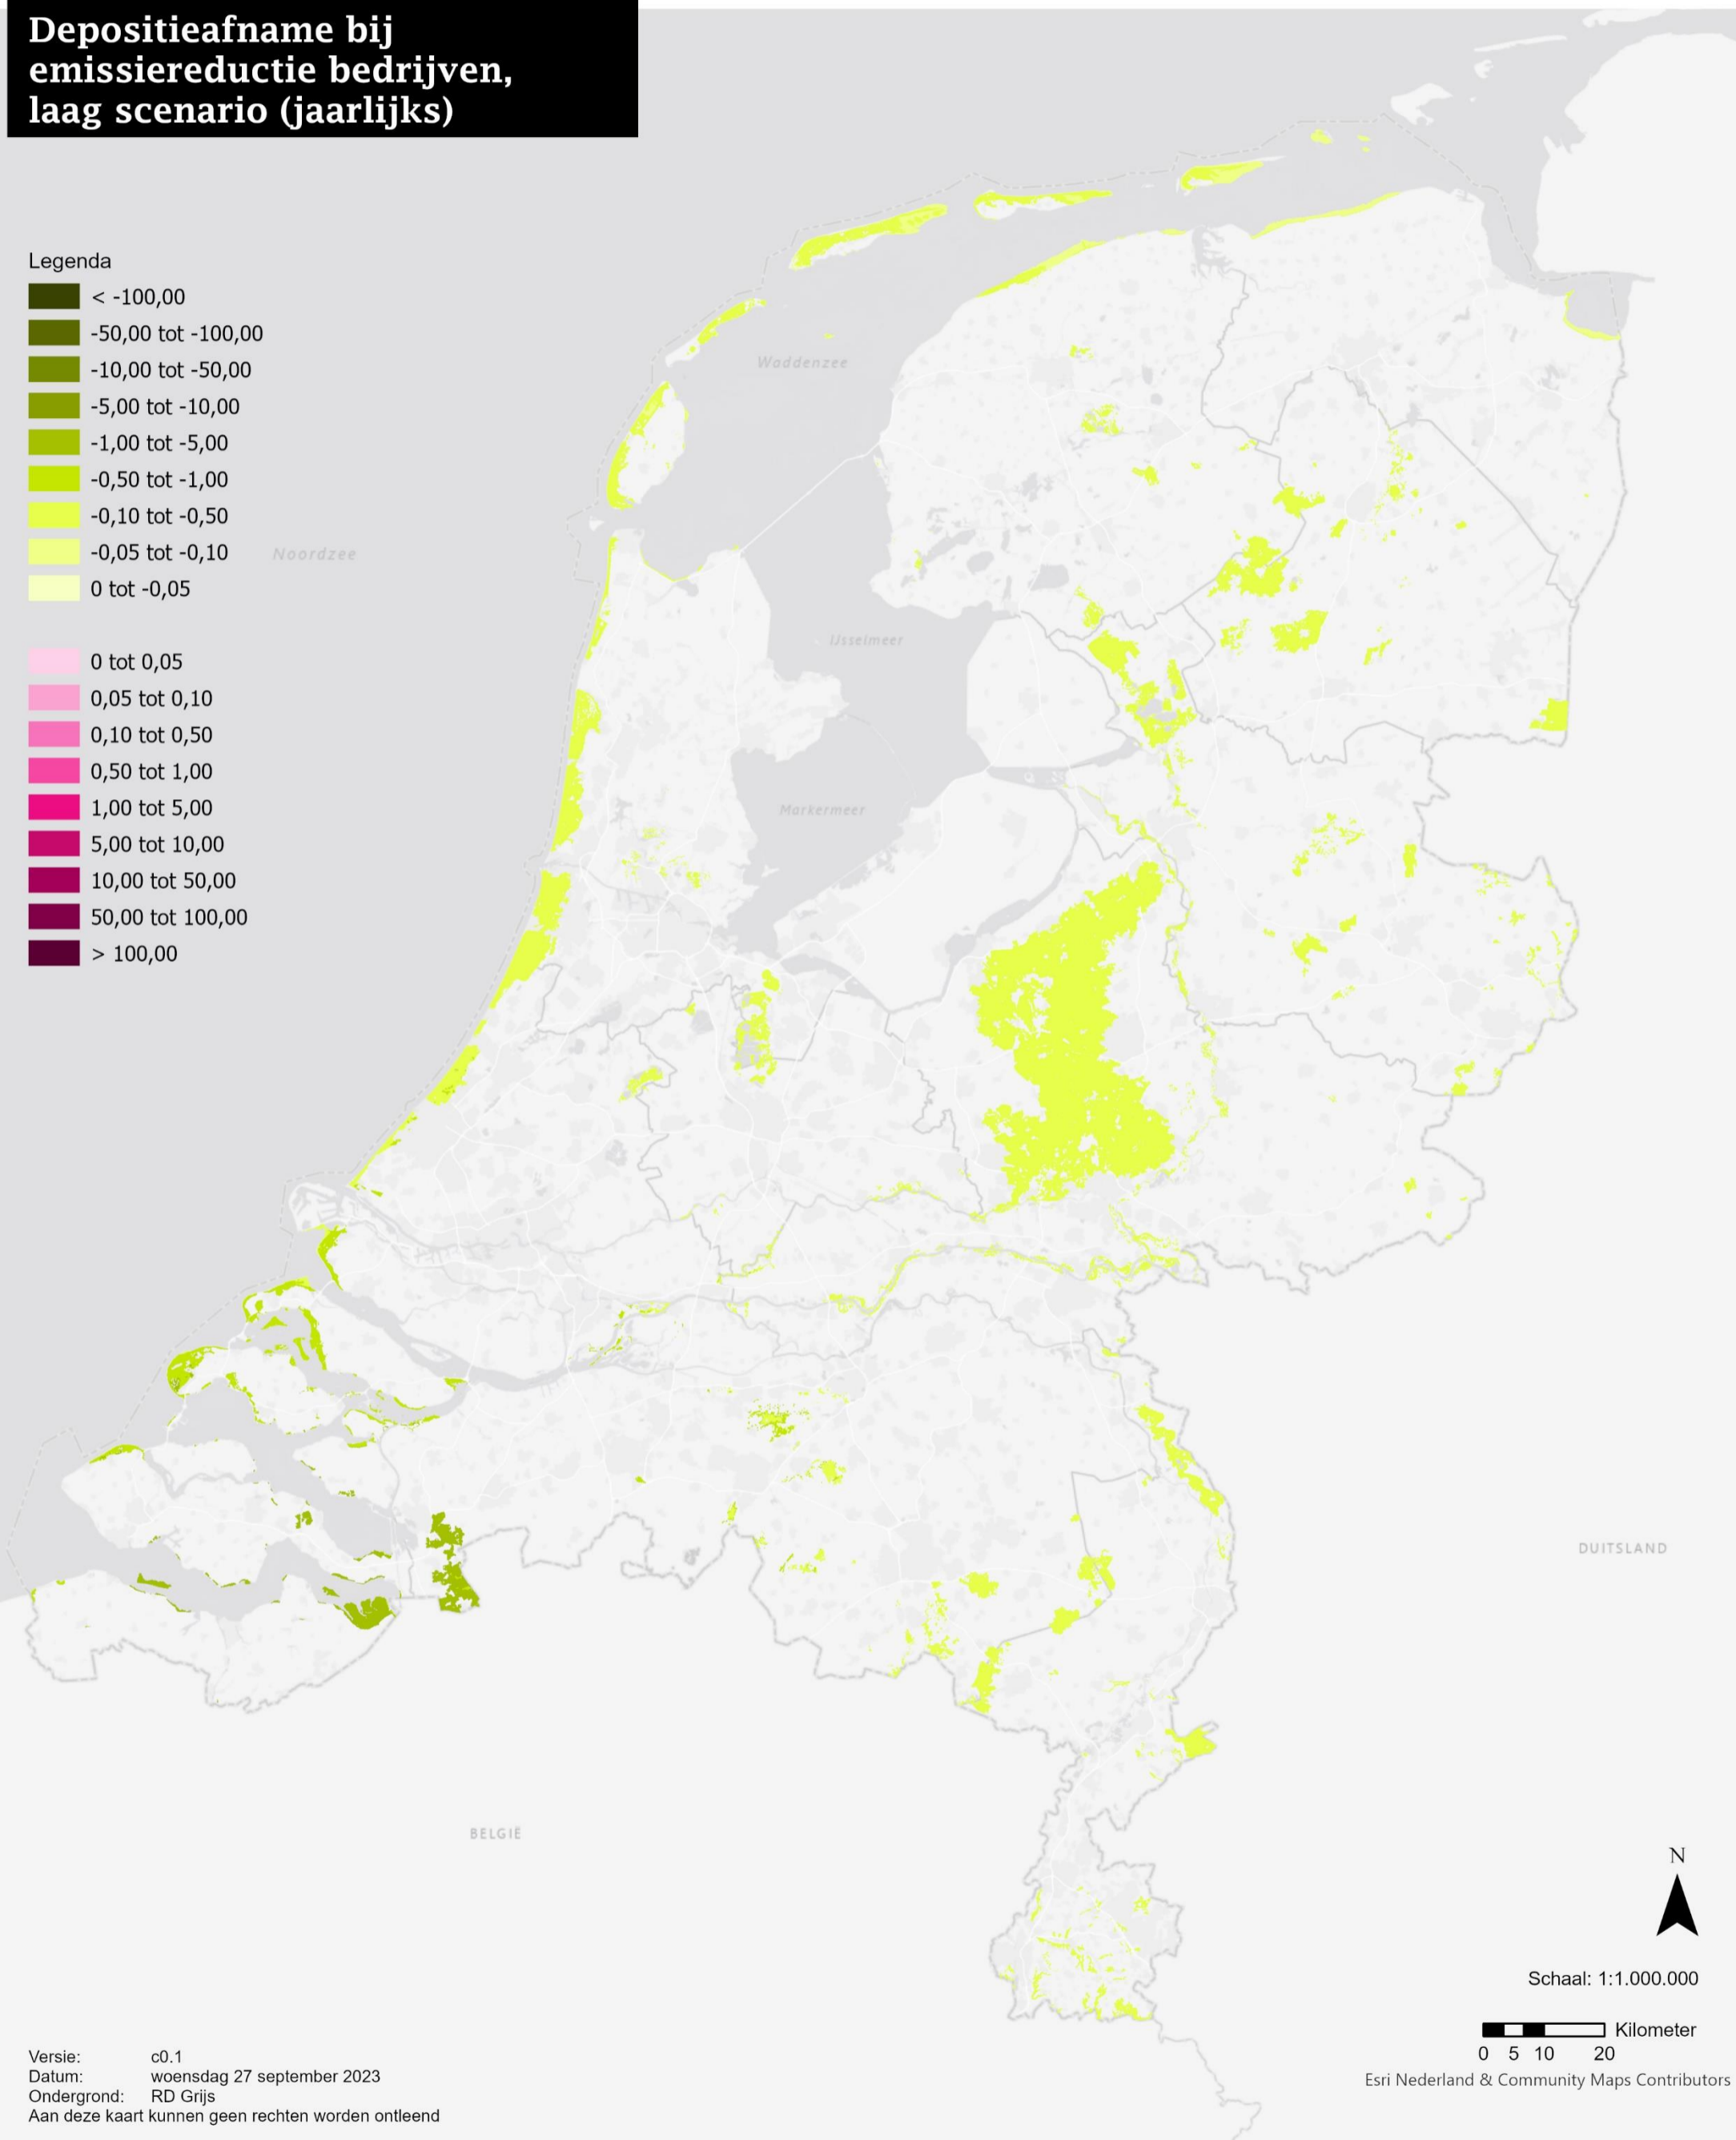 Depositieafname bij
emissiereductie bedrijven,
laag scenario (jaarlijks)
Legenda
< -100,00
-50,00 tot -100,00
-10,00 tot -50,00
-5,00 tot -10,00
-1,00 tot -5,00
-0,50 tot -1,00
-0,10 tot -0,50
-0,05 tot -0,10
0 tot -0,05
0 tot 0,05
0,05 tot 0,10
0,10 tot 0,50
0,50 tot 1,00
1,00 tot 5,00
5,00 tot 10,00
10,00 tot 50,00
50,00 tot 100,00
> 100,00
Waddenzee
Noordzee
IJsselmeer
Markermeer
DUITSLAND
BELGIË
N
Schaal: 1:1.000.000
Kilometer
0 5 10 20
Esri Nederland & Community Maps Contributors
Versie: c0.1
Datum: woensdag 27 september 2023
Ondergrond: RD Grijs
Aan deze kaart kunnen geen rechten worden ontleend